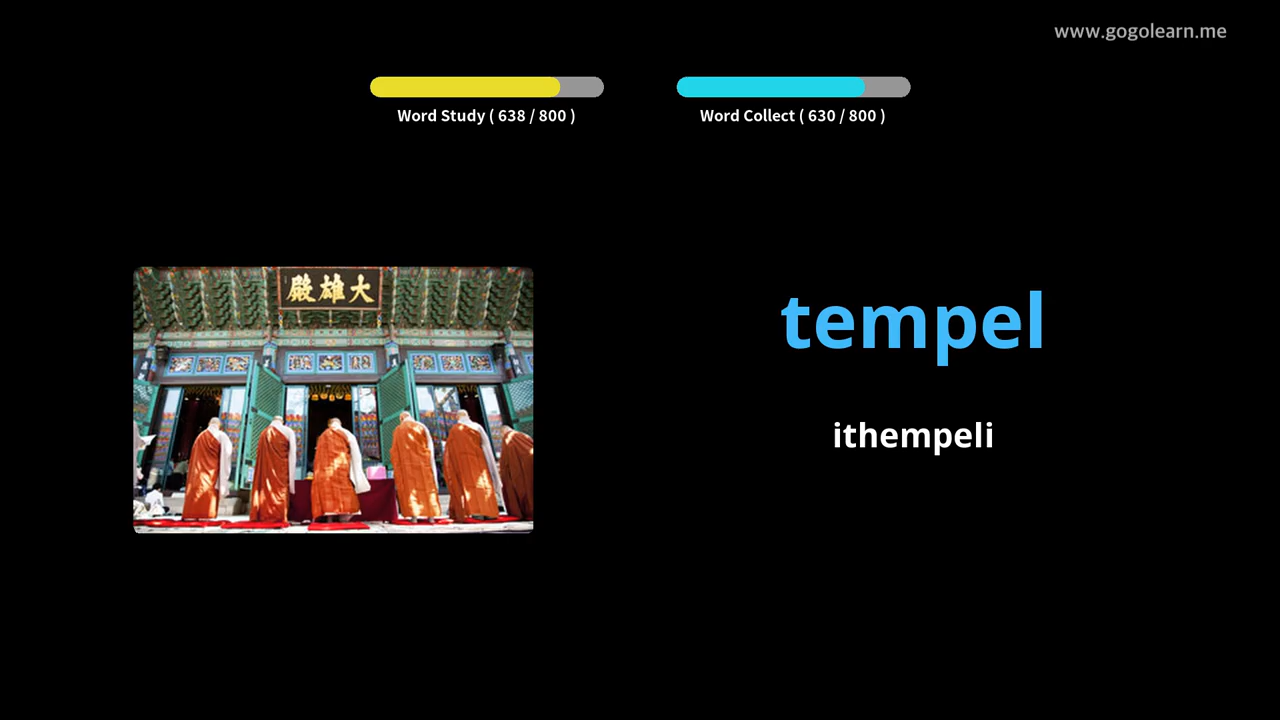 www.gogolearn.me
Word Study ( 638 / 800 )
Word Collect ( 630 / 800 )
殿雄大
tempel
ithempeli